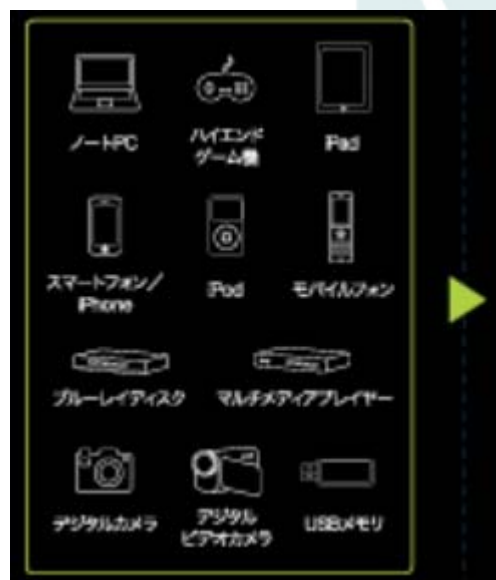 ノートPC
ハイエンド
ゲーム機
iPad
スマートフォン/
iPhone
iPod
モバイルフォン
ブルーレイディスク
マルチメディアプレイヤー
デジタルカメラ
デジタル
ビデオカメラ
USBメモリ